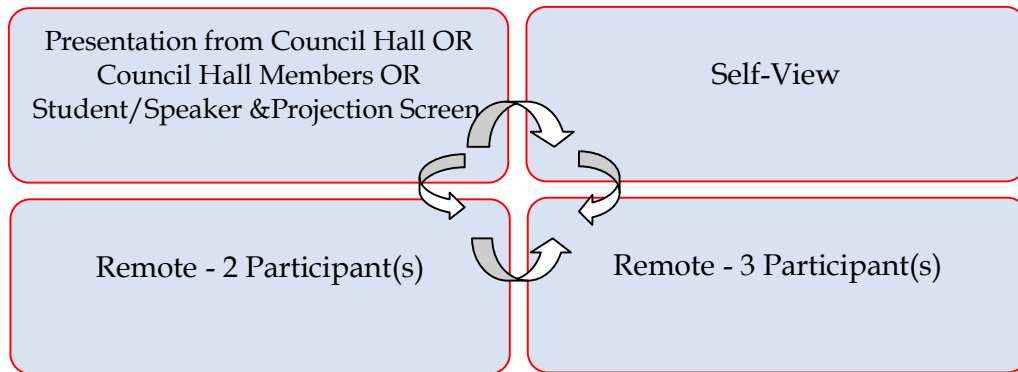 Presentation from Council Hall OR
Council Hall Members OR
Student/Speaker &Projection Screen
Self-View
Remote - 2 Participant(s)
Remote - 3 Participant(s)